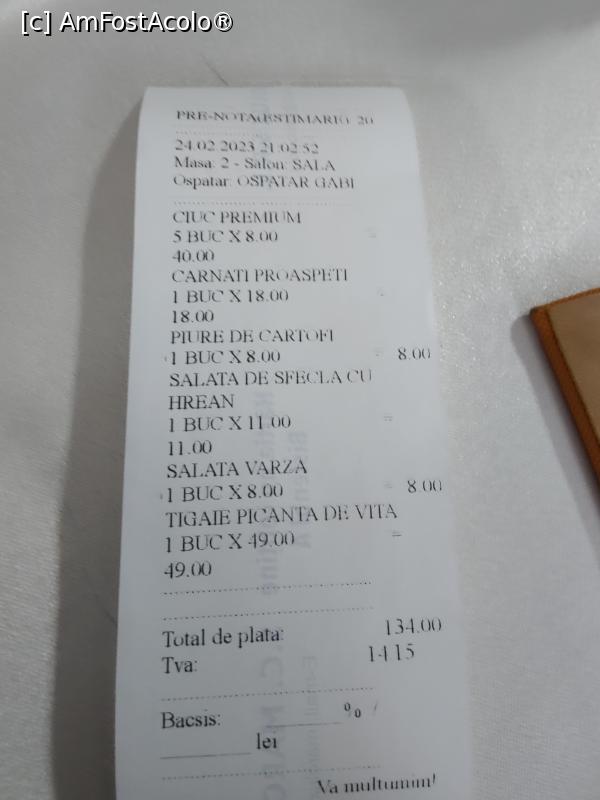 [c] AmFostAcolo®
PRE-NOTA(ESTIMARE) 20
24.02.2023 21:02:52
Masa: 2 - Salon: SALA
Ospatar: OSPATAR GABI
CIUC PREMIUM
5 BUC X 8.00 =
40.00
CARNATI PROASPETI
1 BUC X 18.00 =
18.00
PIURE DE CARTOFI
1 BUC X 8.00 = 8.00
SALATA DE SFECLA CU
HREAN
1 BUC X 11.00 =
11.00
SALATA VARZA
1 BUC X 8.00 = 8.00
TIGAIE PICANTA DE VITA
1 BUC X 49.00 =
49.00
Total de plata: 134.00
Tva: 14.15
Bacsis: ______ % /
________ lei
Va multumim!